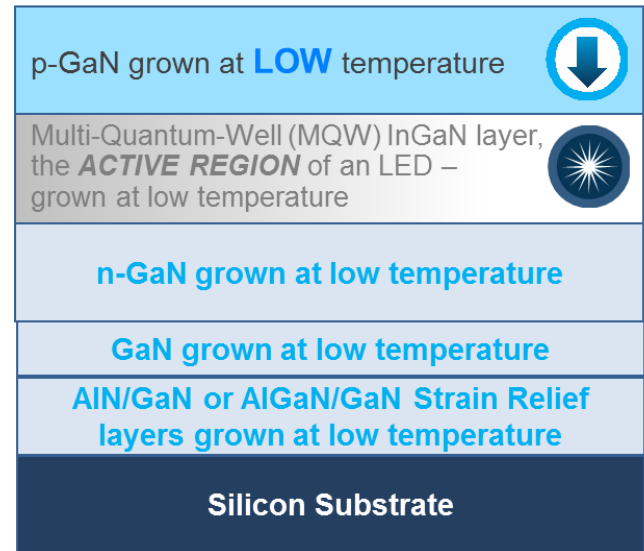 p-GaN grown at LOW temperature
Multi-Quantum-Well (MQW) InGaN layer,
the ACTIVE REGION of an LED –
grown at low temperature
n-GaN grown at low temperature
GaN grown at low temperature
AlN/GaN or AlGaN/GaN Strain Relief
layers grown at low temperature
Silicon Substrate